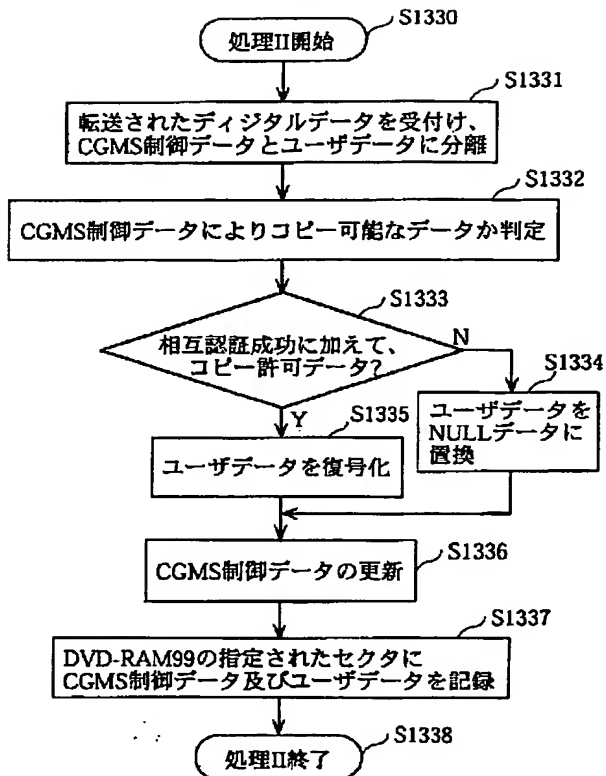 S1330
処理II開始
S1331
転送されたディジタルデータを受付け、
CGMS制御データとユーザデータに分離
S1332
CGMS制御データによりコピー可能なデータか判定
S1333
相互認証成功に加えて、
コピー許可データ?
N
S1334
ユーザデータを
NULLデータに
置換
Y
S1335
ユーザデータを復号化
S1336
CGMS制御データの更新
S1337
DVD-RAM99の指定されたセクタに
CGMS制御データ及びユーザデータを記録
S1338
処理II終了